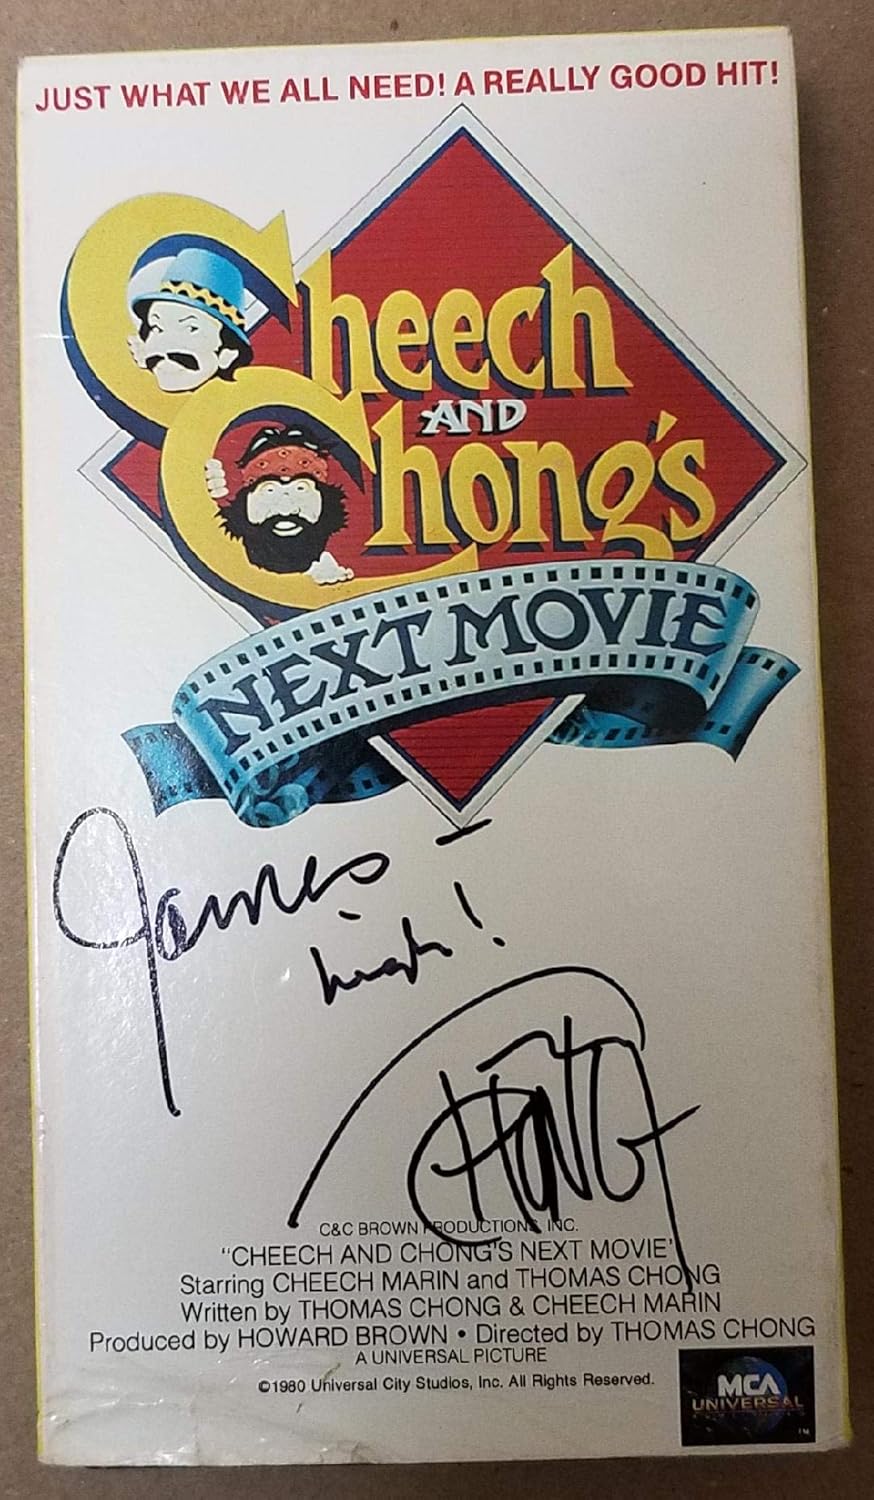 JUST WHAT WE ALL NEED! A REALLY GOOD HIT!
Cheech
AND
Chong's
NEXT MOVIE
James -
high!
CHONG
C&C BROWN PRODUCTIONS, INC.
"CHEECH AND CHONG'S NEXT MOVIE"
Starring CHEECH MARIN and THOMAS CHONG
Written by THOMAS CHONG & CHEECH MARIN
Produced by HOWARD BROWN • Directed by THOMAS CHONG
A UNIVERSAL PICTURE
©1980 Universal City Studios, Inc. All Rights Reserved.
MCA
UNIVERSAL
TM